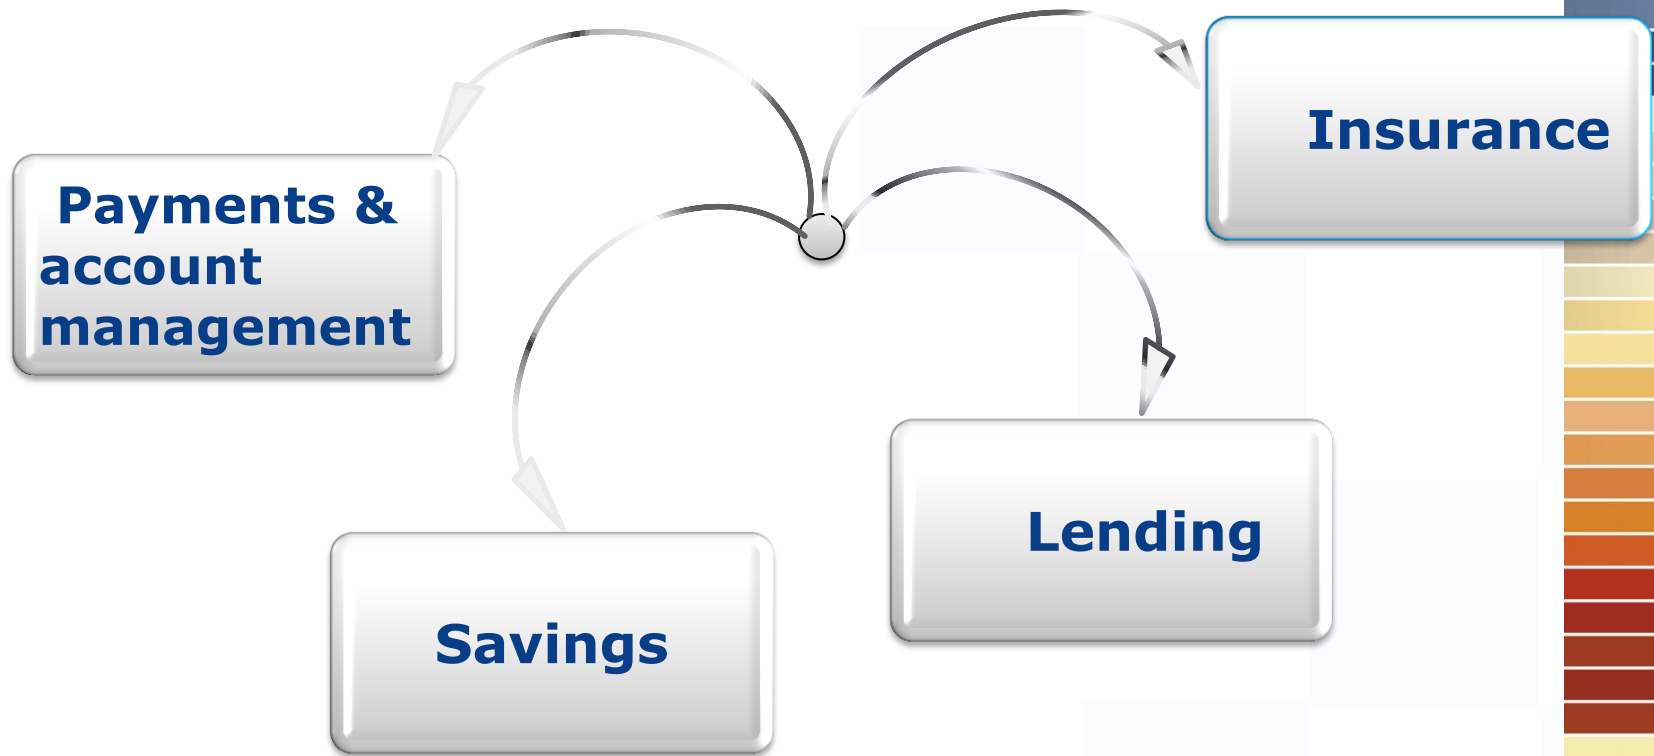 Payments &
account
management
Savings
Lending
Insurance